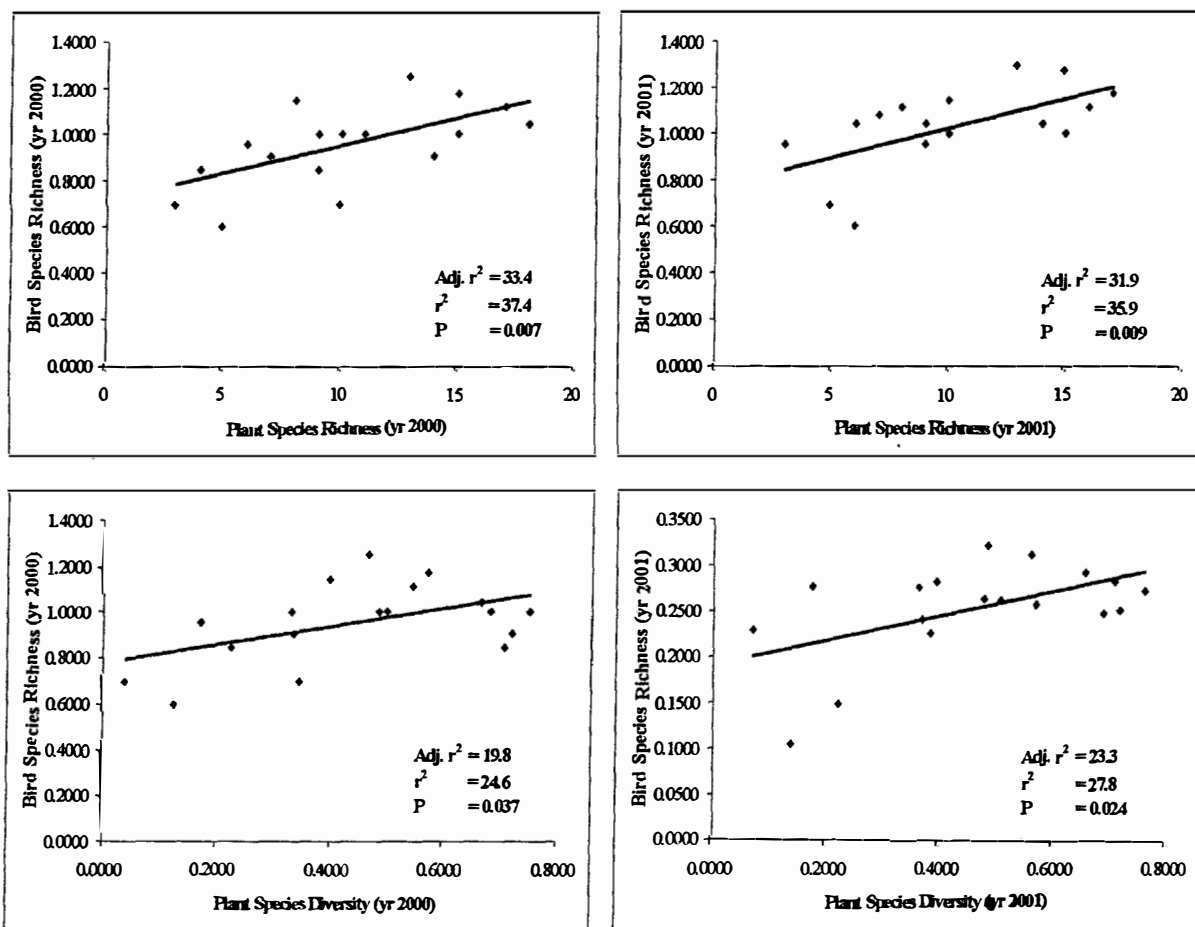 1.4000
1.2000
1.0000
0.8000
0.6000
0.4000
0.2000
0.0000
Bird Species Richness (yr 2000)
Adj. r² = 33.4
r² = 37.4
P = 0.007
0 5 10 15 20
Plant Species Richness (yr 2000)
1.4000
1.2000
1.0000
0.8000
0.6000
0.4000
0.2000
0.0000
Bird Species Richness (yr 2001)
Adj. r² = 31.9
r² = 35.9
P = 0.009
0 5 10 15 20
Plant Species Richness (yr 2001)
1.4000
1.2000
1.0000
0.8000
0.6000
0.4000
0.2000
0.0000
Bird Species Richness (yr 2000)
Adj. r² = 19.8
r² = 24.6
P = 0.037
0.0000 0.2000 0.4000 0.6000 0.8000
Plant Species Diversity (yr 2000)
0.3500
0.3000
0.2500
0.2000
0.1500
0.1000
0.0500
0.0000
Bird Species Richness (yr 2001)
Adj. r² = 23.3
r² = 27.8
P = 0.024
0.0000 0.2000 0.4000 0.6000 0.8000
Plant Species Diversity (yr 2001)